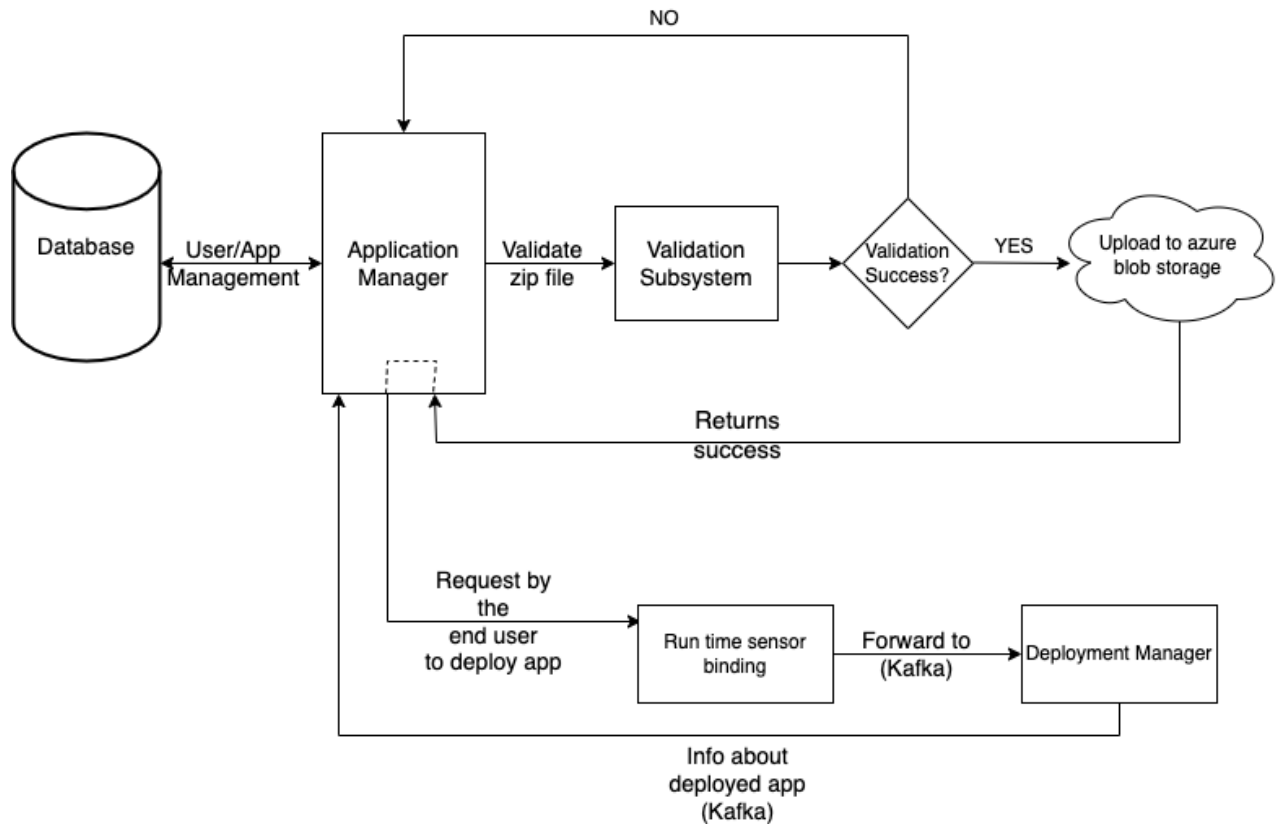 NO
Database
User/App
Management
Application
Manager
Validate
zip file
Validation
Subsystem
Validation
Success?
YES
Upload to azure
blob storage
Returns
success
Request by
the
end user
to deploy app
Run time sensor
binding
Forward to
(Kafka)
Deployment Manager
Info about
deployed app
(Kafka)